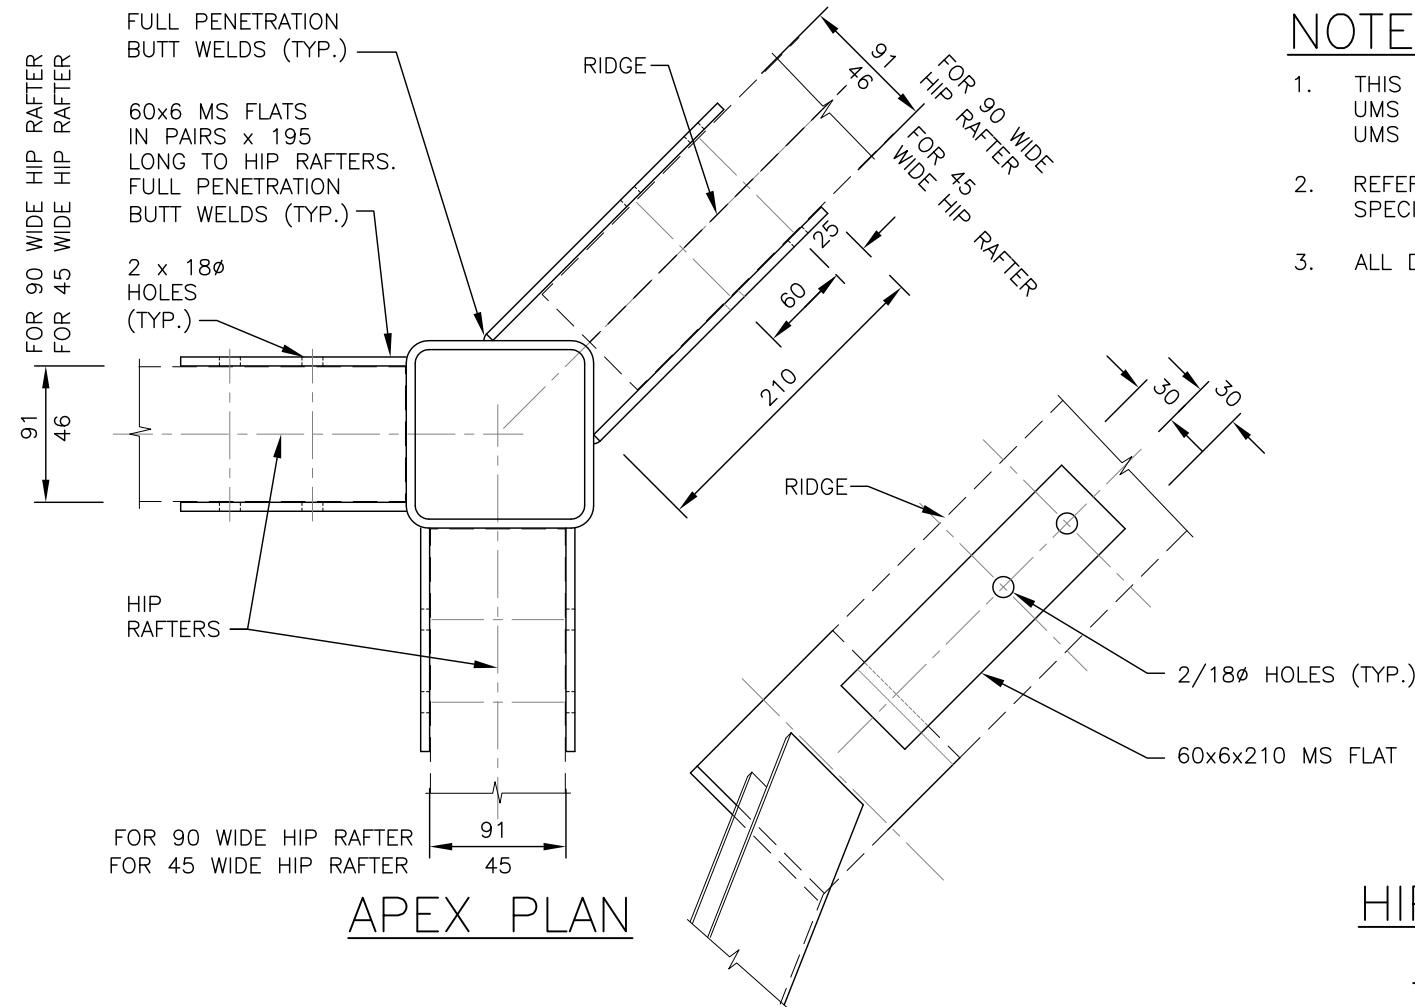 FULL PENETRATION
BUTT WELDS (TYP.)
60x6 MS FLATS
IN PAIRS x 195
LONG TO HIP RAFTERS.
FULL PENETRATION
BUTT WELDS (TYP.)
2 x 18ø
HOLES
(TYP.)
FOR 90 WIDE HIP RAFTER
FOR 45 WIDE HIP RAFTER
91
46
HIP
RAFTERS
FOR 90 WIDE HIP RAFTER
FOR 45 WIDE HIP RAFTER
91
45
APEX PLAN
RIDGE
91
46
FOR 90 WIDE
HIP RAFTER
FOR 45
WIDE HIP RAFTER
25
60
210
30
30
RIDGE
2/18ø HOLES (TYP.)
60x6x210 MS FLAT
NOTE
1. THIS
UMS
UMS
2. REFER
SPECI
3. ALL D
HIP